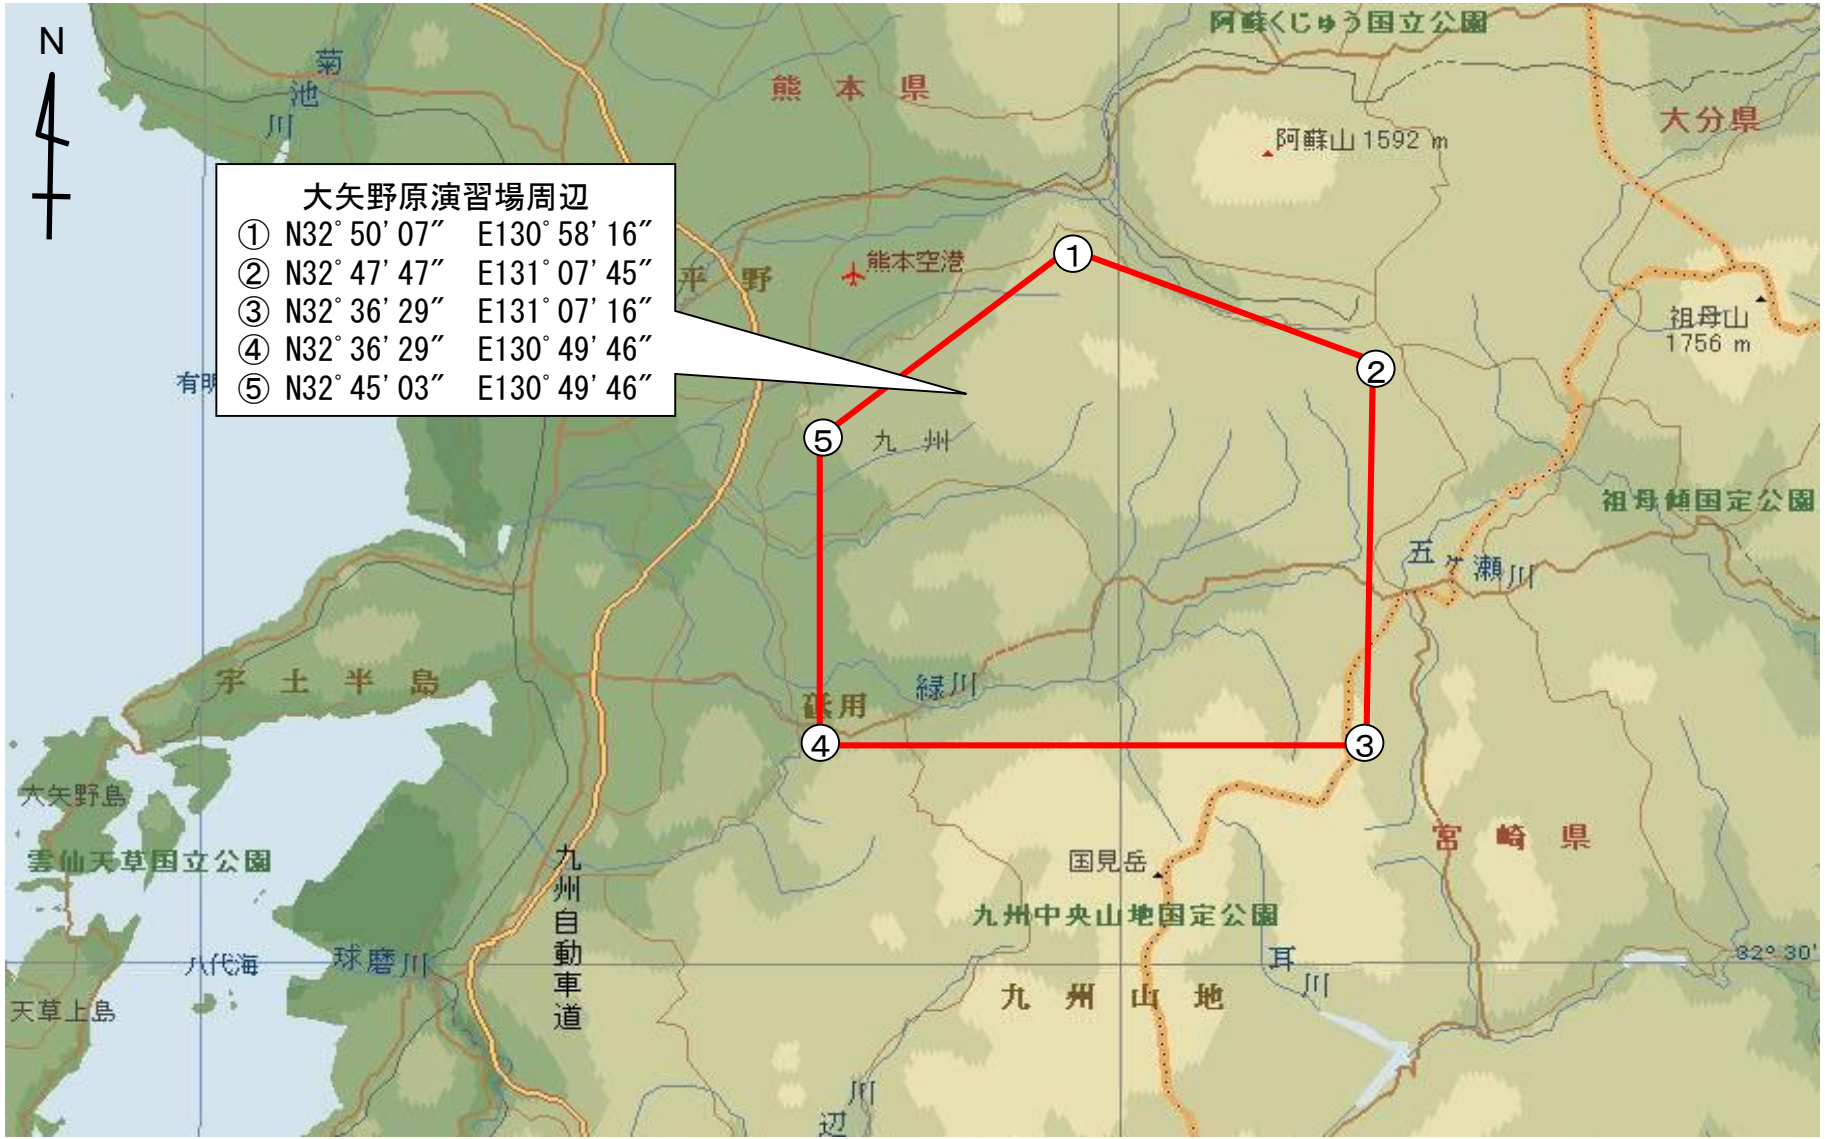 N
阿蘇くじゅう国立公園
菊池川
熊本県
大分県
阿蘇山 1592 m
大矢野原演習場周辺
① N32°50′07″ E130°58′16″
② N32°47′47″ E131°07′45″
③ N32°36′29″ E131°07′16″
④ N32°36′29″ E130°49′46″
⑤ N32°45′03″ E130°49′46″
平野
熊本空港
①
祖母山
1756 m
②
有明
⑤
九州
祖母傾国定公園
五ヶ瀬川
宇土半島
砥用
緑川
④
③
大矢野島
雲仙天草国立公園
九州自動車道
国見岳
宮崎県
九州中央山地国定公園
八代海
球磨川
耳川
32°30'
九州山地
天草上島
川辺